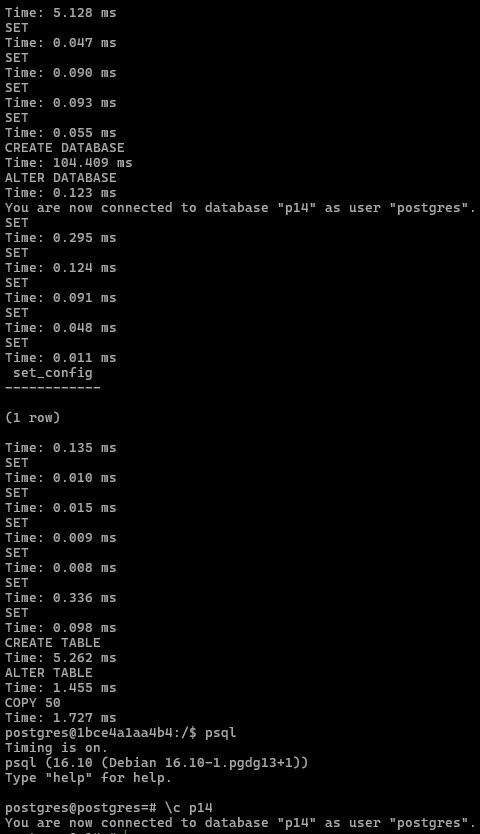 Time: 5.128 ms
SET
Time: 0.047 ms
SET
Time: 0.090 ms
SET
Time: 0.093 ms
SET
Time: 0.055 ms
CREATE DATABASE
Time: 104.409 ms
ALTER DATABASE
Time: 0.123 ms
You are now connected to database "p14" as user "postgres".
SET
Time: 0.295 ms
SET
Time: 0.124 ms
SET
Time: 0.091 ms
SET
Time: 0.048 ms
SET
Time: 0.011 ms
 set_config
------------

(1 row)

Time: 0.135 ms
SET
Time: 0.010 ms
SET
Time: 0.015 ms
SET
Time: 0.009 ms
SET
Time: 0.008 ms
SET
Time: 0.336 ms
SET
Time: 0.098 ms
CREATE TABLE
Time: 5.262 ms
ALTER TABLE
Time: 1.455 ms
COPY 50
Time: 1.727 ms
postgres@1bce4a1aa4b4:/$ psql
Timing is on.
psql (16.10 (Debian 16.10-1.pgdg13+1))
Type "help" for help.

postgres@postgres=# \c p14
You are now connected to database "p14" as user "postgres".